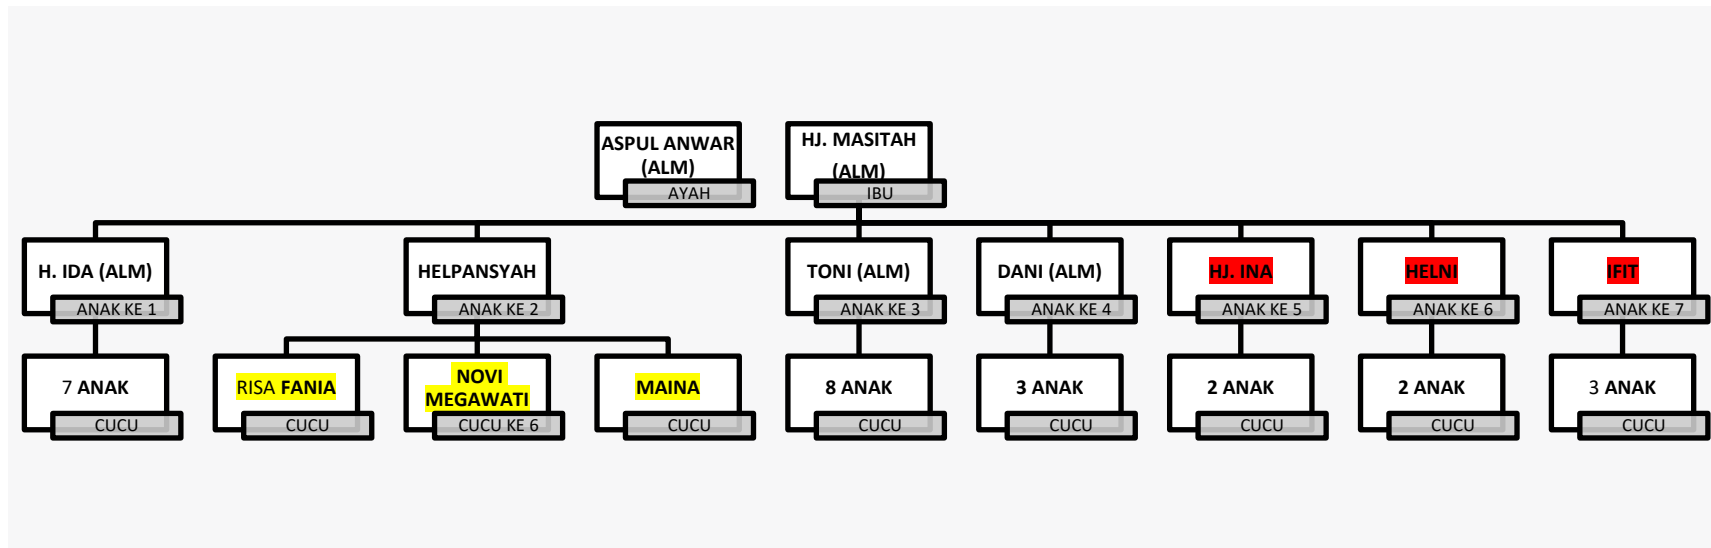 ASPUL ANWAR
(ALM)
AYAH
HJ. MASITAH
(ALM)
IBU
H. IDA (ALM)
ANAK KE 1
HELPANSYAH
ANAK KE 2
TONI (ALM)
ANAK KE 3
DANI (ALM)
ANAK KE 4
HJ. INA
ANAK KE 5
HELNI
ANAK KE 6
IFIT
ANAK KE 7
7 ANAK
CUCU
RISA FANIA
CUCU
NOVI
MEGAWATI
CUCU KE 6
MAINA
CUCU
8 ANAK
CUCU
3 ANAK
CUCU
2 ANAK
CUCU
2 ANAK
CUCU
3 ANAK
CUCU